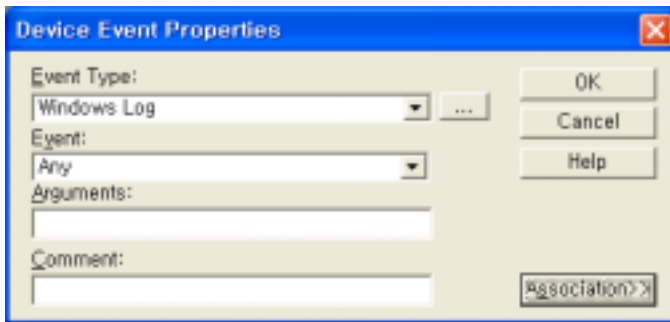 Device Event Properties
Event Type:
Windows Log
...
Event:
Any
Arguments:
Comment:
OK
Cancel
Help
Association>>